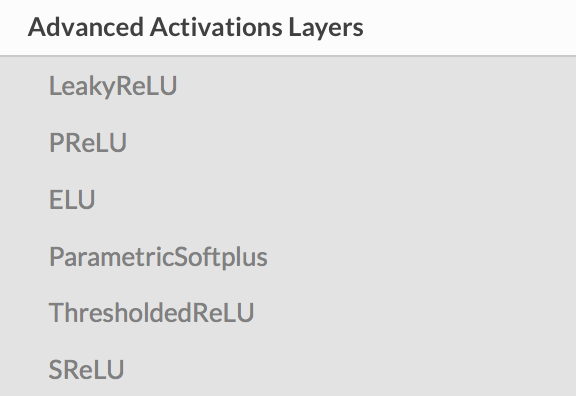 Advanced Activations Layers
LeakyReLU
PReLU
ELU
ParametricSoftplus
ThresholdedReLU
SReLU